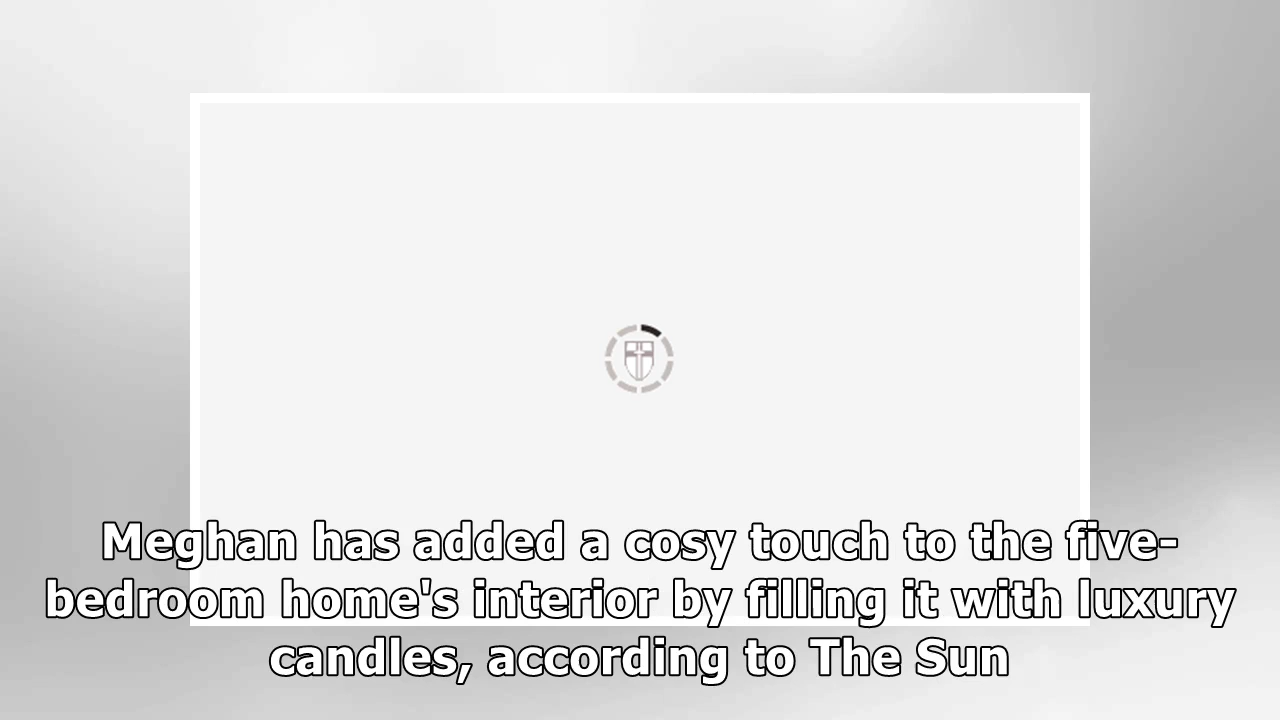 Meghan has added a cosy touch to the five-
bedroom home's interior by filling it with luxury
candles, according to The Sun